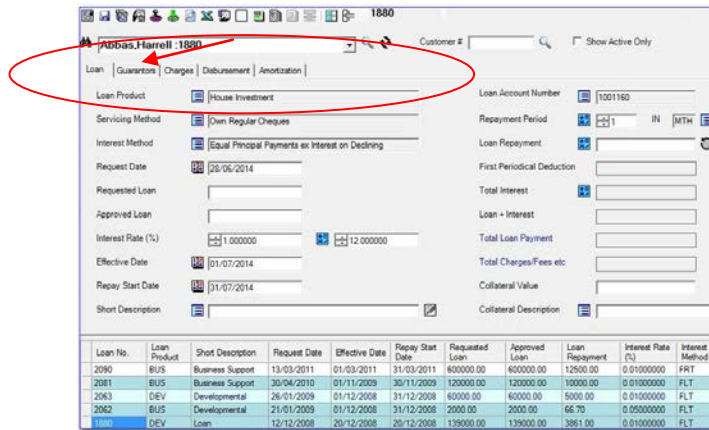 1880
Abbas,Harrell :1880 Customer # Show Active Only
Loan Guarantors Charges Disbursement Amortization
Loan Product House Investment Loan Account Number 1001160
Servicing Method Own Regular Cheques Repayment Period 1 IN MTH
Interest Method Equal Principal Payments ex Interest on Declining Loan Repayment
Request Date 28/06/2014 First Periodical Deduction
Requested Loan Total Interest
Approved Loan Loan + Interest
Interest Rate (%) 1.000000 12.000000 Total Loan Payment
Effective Date 01/07/2014 Total Charges/Fees etc
Repay Start Date 31/07/2014 Collateral Value
Short Description Collateral Description
Loan No. Loan Product Short Description Request Date Effective Date Repay Start Date Requested Loan Approved Loan Loan Repayment Interest Rate (%) Interest Method
2090 BUS Business Support 13/03/2011 01/03/2011 31/03/2011 600000.00 600000.00 12500.00 0.01000000 FRT
2081 BUS Business Support 30/04/2010 01/11/2009 30/11/2009 120000.00 120000.00 10000.00 0.01000000 FLT
2063 DEV Developmental 26/01/2009 01/12/2008 31/12/2008 60000.00 60000.00 5000.00 0.01000000 FLT
2062 BUS Developmental 21/01/2009 01/12/2008 31/12/2008 2000.00 2000.00 66.70 0.05000000 FLT
1880 DEV Loan 12/12/2008 20/12/2008 20/12/2008 139000.00 139000.00 3861.00 0.01000000 FLT